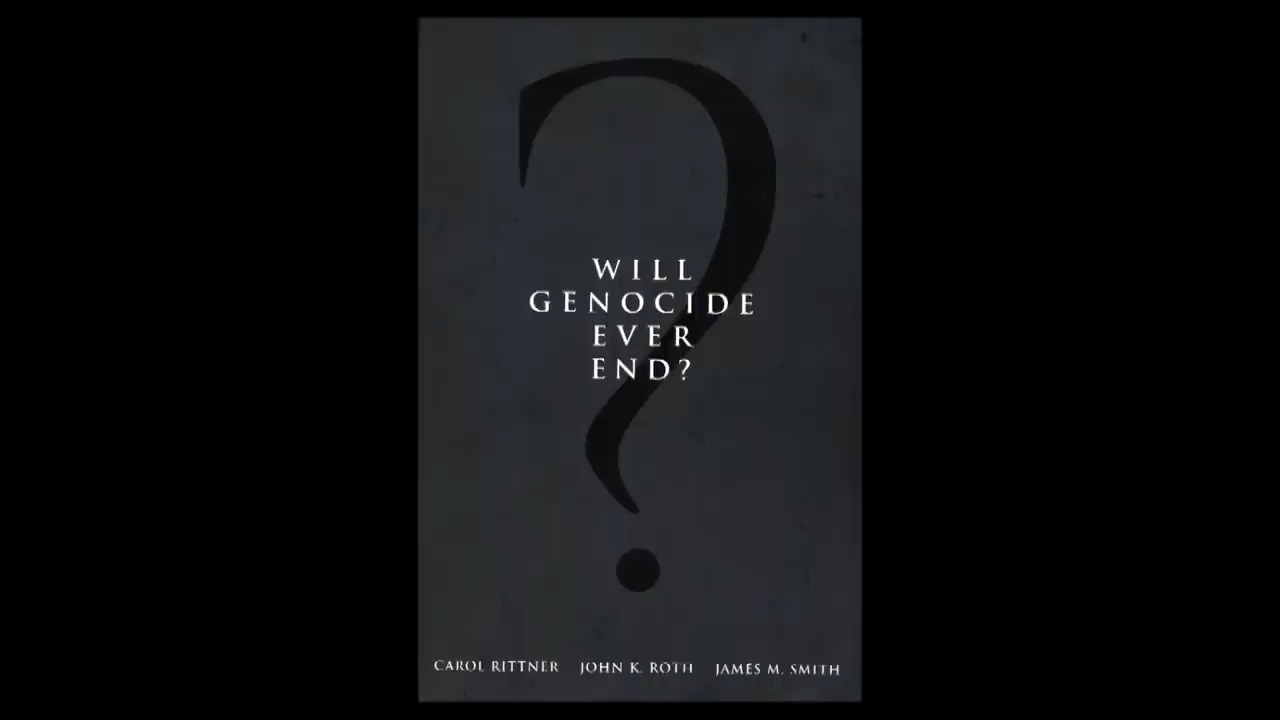 WILL
GENOCIDE
EVER
END?
CAROL RITTNER JOHN K. ROTH JAMES M. SMITH